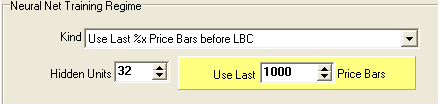 Neural Net Training Regime
Kind Use Last %x Price Bars before LBC
Hidden Units 32 Use Last 1000 Price Bars